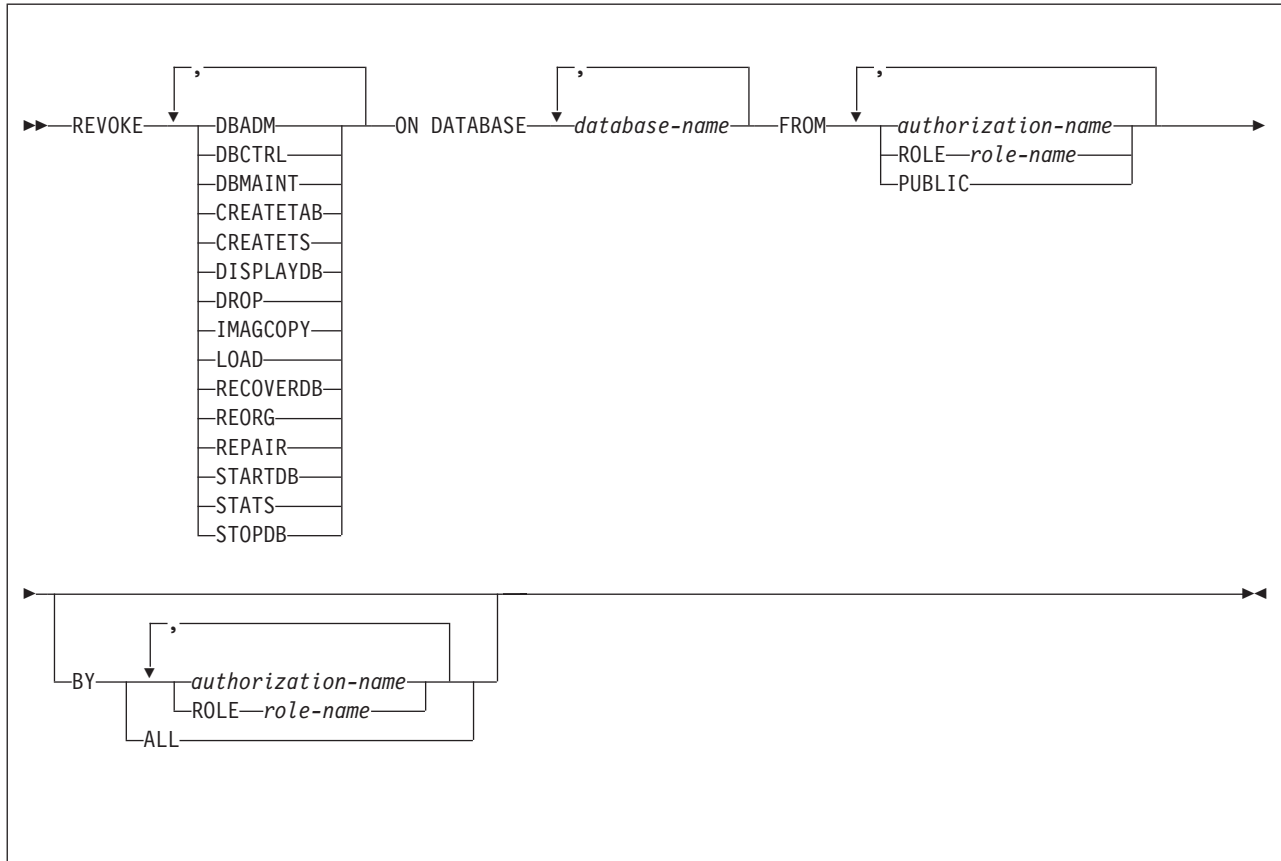 , , ,
REVOKE DBADM ON DATABASE database-name FROM authorization-name
DBCTRL ROLE role-name
DBMAINT PUBLIC
CREATETAB
CREATETS
DISPLAYDB
DROP
IMAGCOPY
LOAD
RECOVERDB
REORG
REPAIR
STARTDB
STATS
STOPDB
,
BY authorization-name
ROLE role-name
ALL